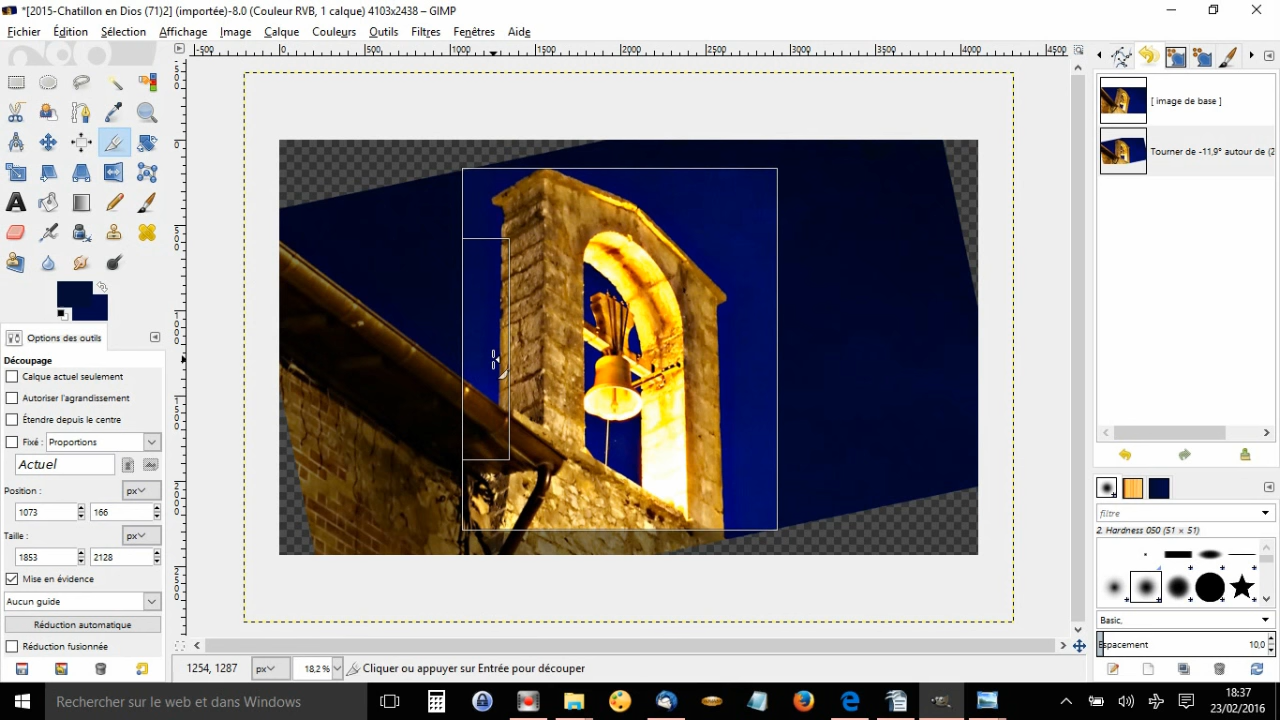 *[2015-Chatillon en Dios (71)2] (importée)-8.0 (Couleur RVB, 1 calque) 4103x2438 – GIMP
Fichier Édition Sélection Affichage Image Calque Couleurs Outils Filtres Fenêtres Aide
-500 0 500 1000 1500 2000 2500 3000 3500 4000 4500
0
500
1000
1500
2000
2500
[ image de base ]
Tourner de -11,9° autour de (2
Options des outils
Découpage
Calque actuel seulement
Autoriser l'agrandissement
Étendre depuis le centre
Fixé : Proportions
Actuel
Position : px
1073 166
Taille : px
1853 2128
Mise en évidence
Aucun guide
Réduction automatique
Réduction fusionnée
filtre
2. Hardness 050 (51 × 51)
Basic,
Espacement 10,0
1254, 1287 px 18,2 % Cliquer ou appuyer sur Entrée pour découper
Rechercher sur le web et dans Windows
18:37
23/02/2016